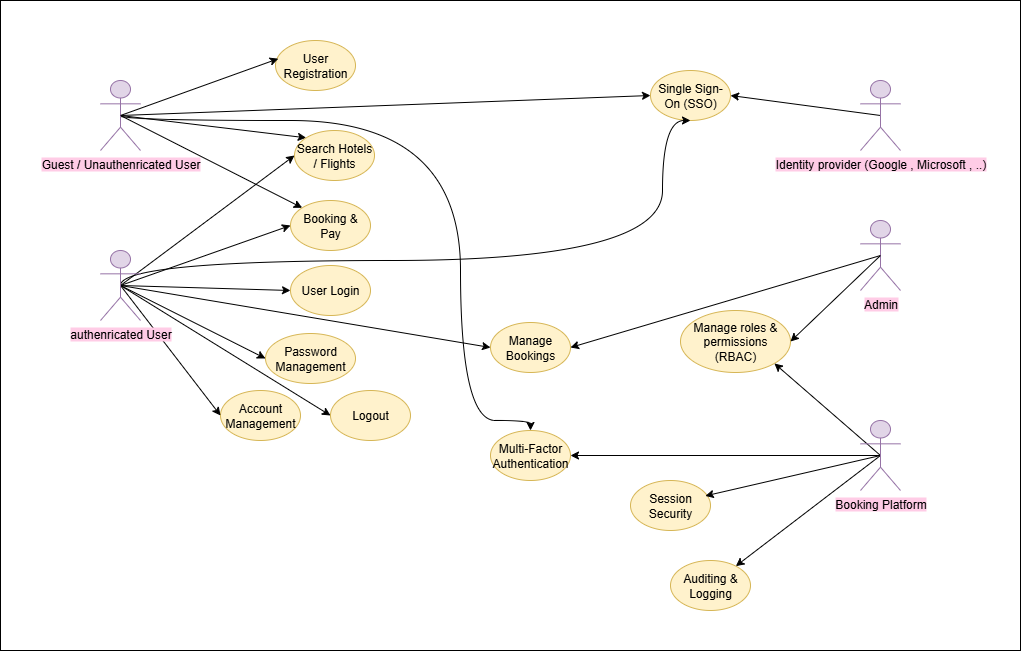 User
Registration
Single Sign-
On (SSO)
Guest / Unauthenricated User
Search Hotels
/ Flights
Identity provider (Google , Microsoft , ..)
Booking &
Pay
User Login
authenricated User
Admin
Manage
Bookings
Manage roles &
permissions
(RBAC)
Password
Management
Account
Management
Logout
Multi-Factor
Authentication
Session
Security
Booking Platform
Auditing &
Logging